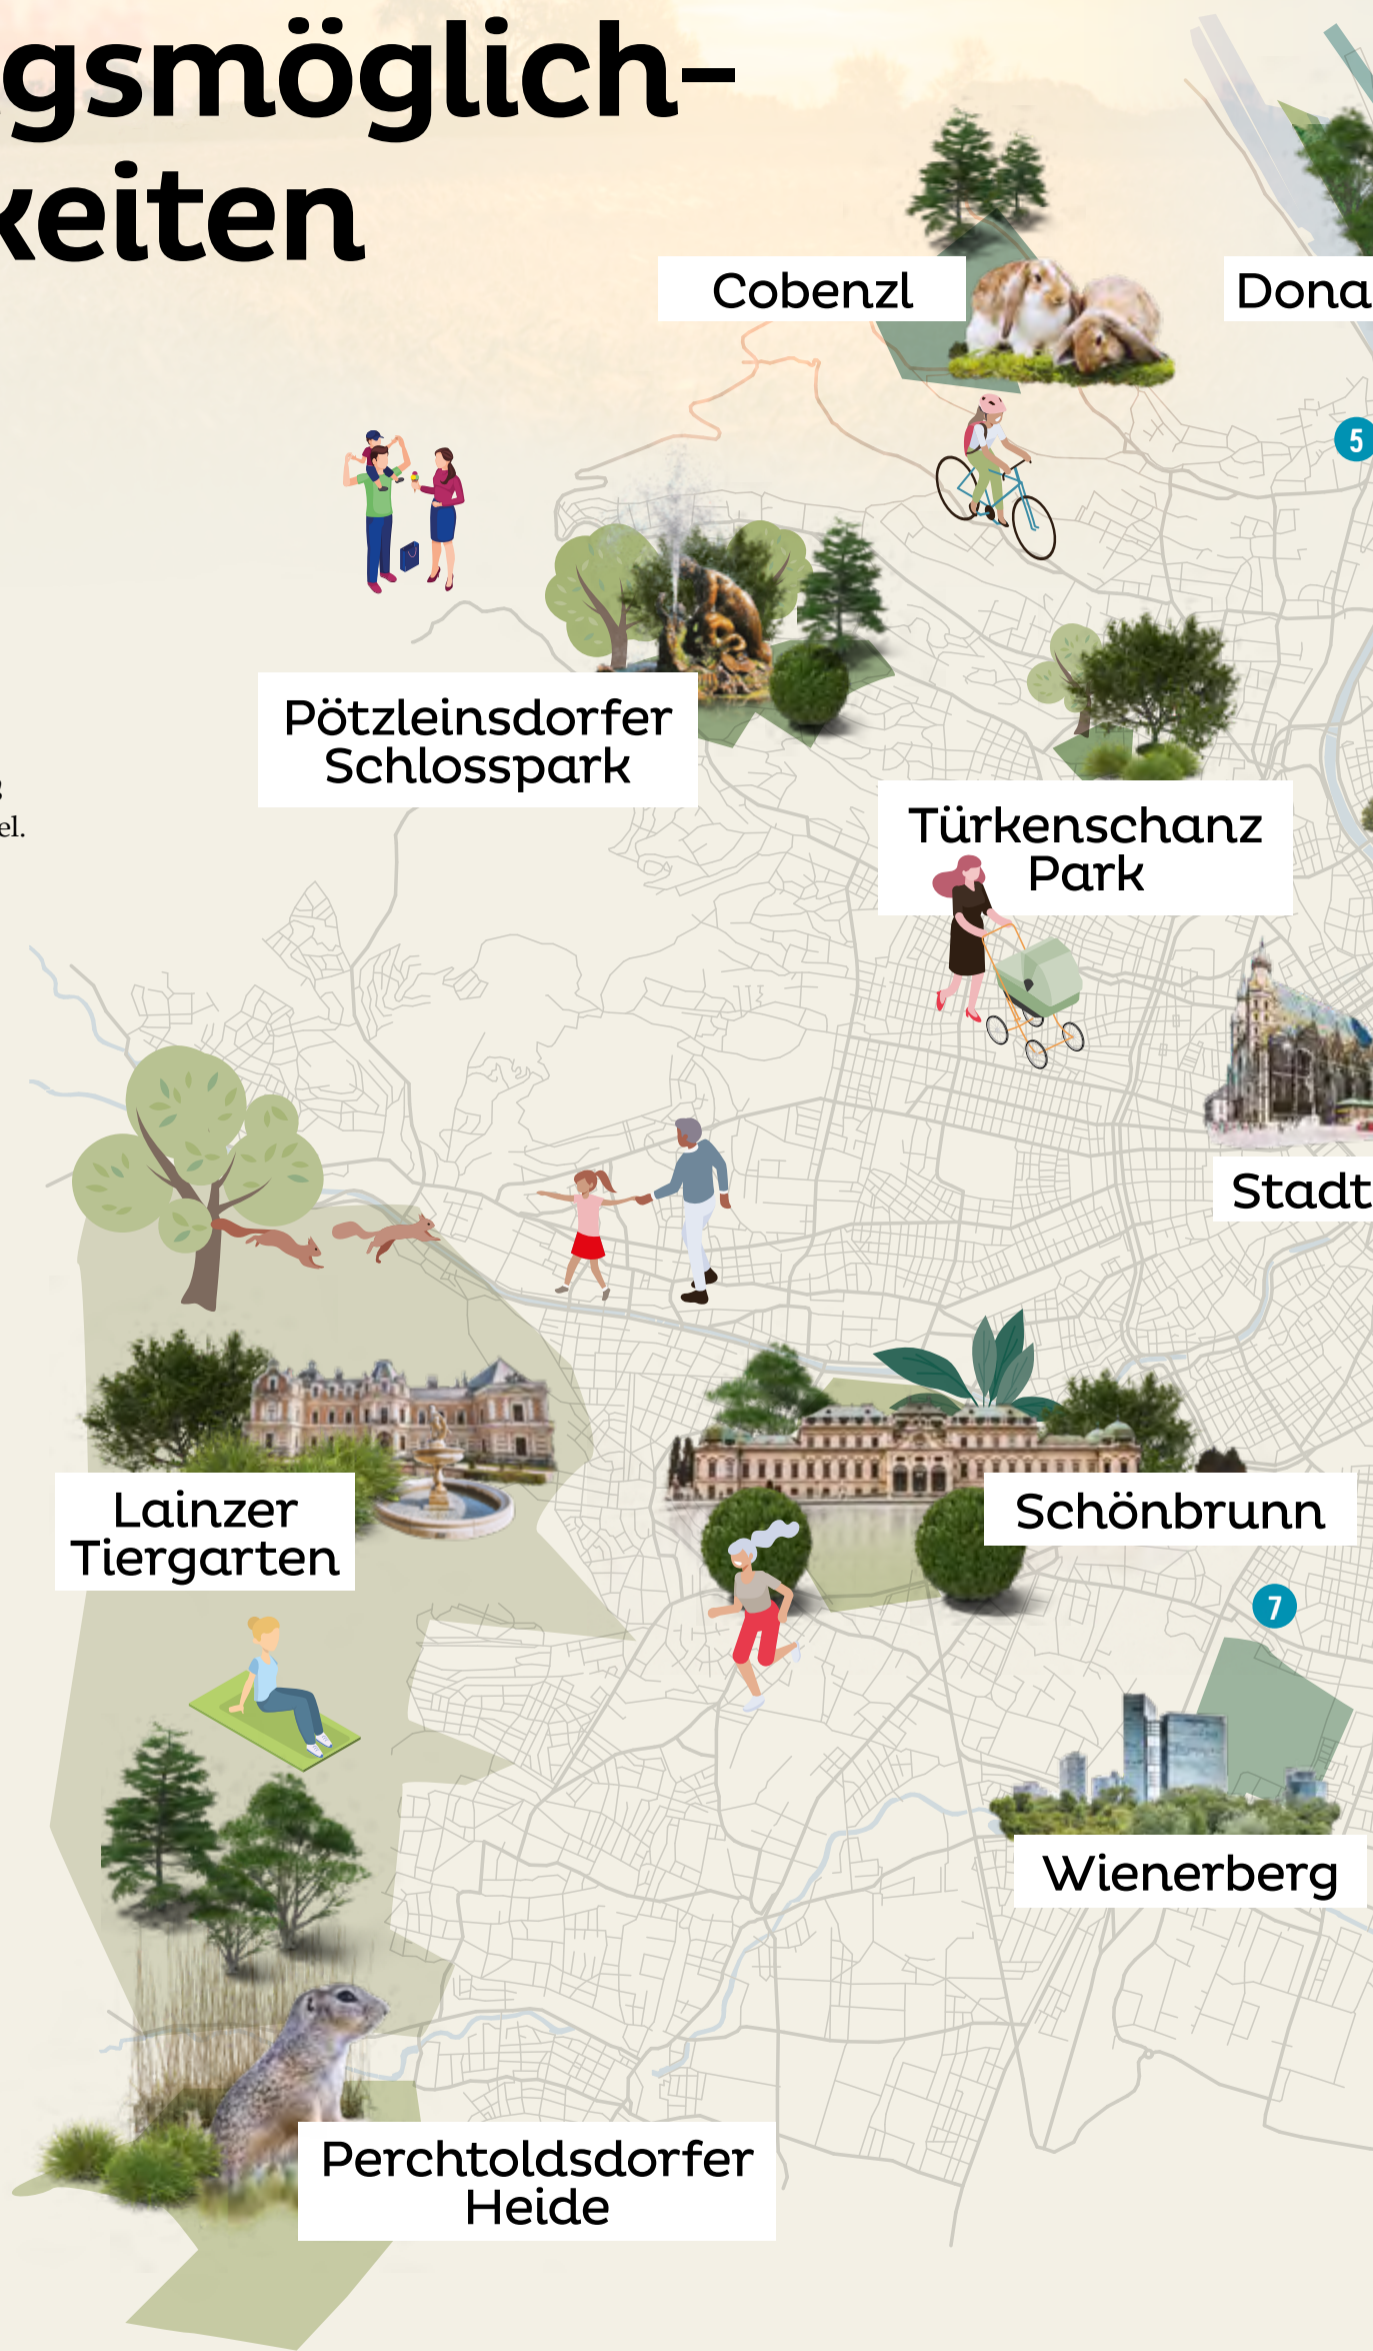 gsmöglich-
keiten
Cobenzl
Dona
5
Pötzleinsdorfer
Schlosspark
el.
Türkenschanz
Park
Stadt
Lainzer
Tiergarten
Schönbrunn
7
Wienerberg
Perchtoldsdorfer
Heide